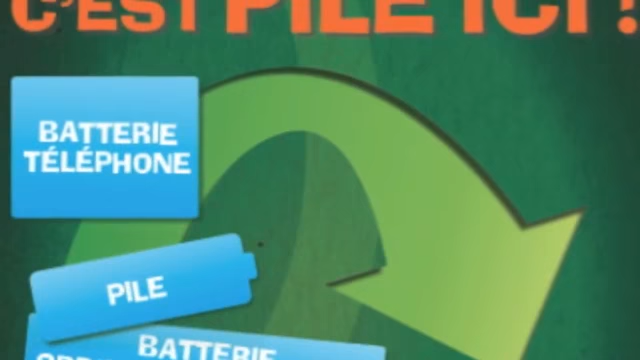 C'EST PILE ICI !
BATTERIE
TÉLÉPHONE
PILE
BATTERIE